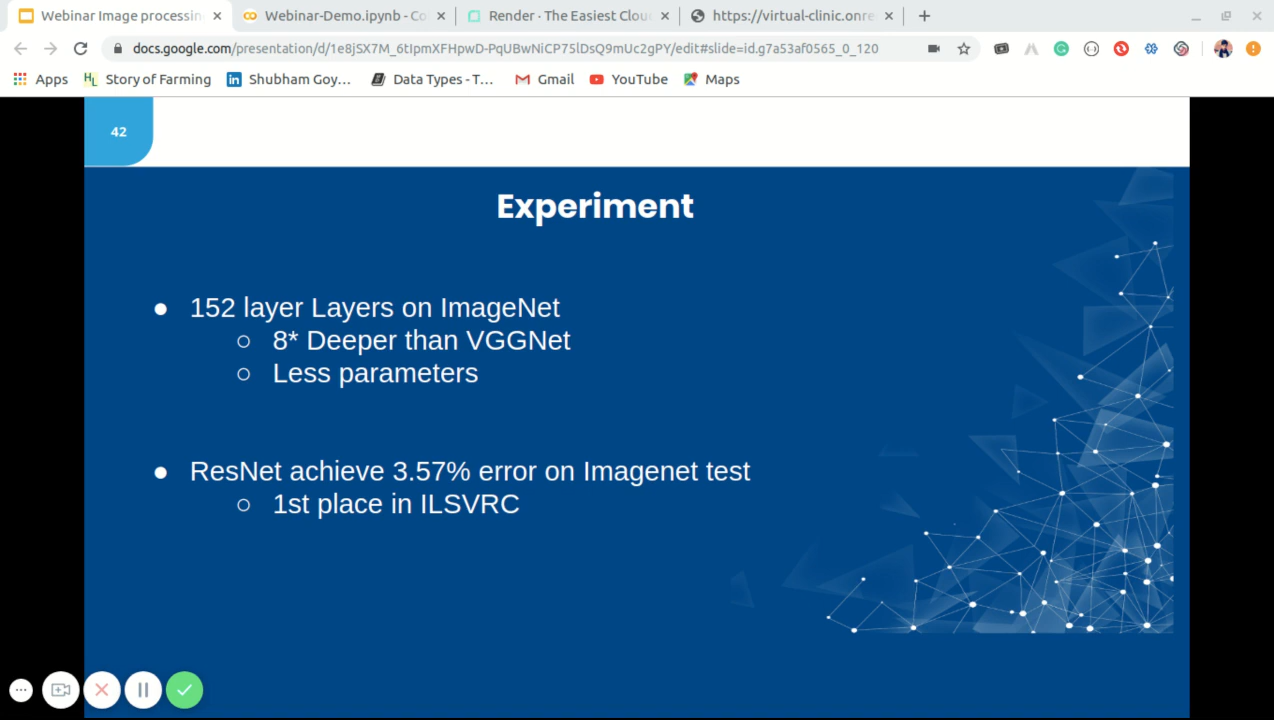 Webinar Image processin
Webinar-Demo.ipynb - Co
Render · The Easiest Clou
https://virtual-clinic.onre
docs.google.com/presentation/d/1e8jSX7M_6tIpmXFHpwD-PqUBwNiCP75lDsQ9mUc2gPY/edit#slide=id.g7a53af0565_0_120
Apps
HL Story of Farming
in Shubham Goy...
Data Types - T...
Gmail
YouTube
Maps
42
Experiment
● 152 layer Layers on ImageNet
○ 8* Deeper than VGGNet
○ Less parameters
● ResNet achieve 3.57% error on Imagenet test
○ 1st place in ILSVRC